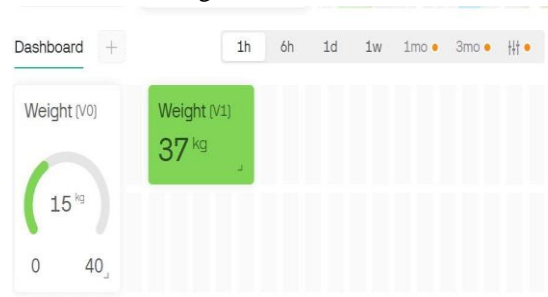 Dashboard +
1h 6h 1d 1w 1mo 3mo
Weight (V0)
15 kg
0 40
Weight (V1)
37 kg